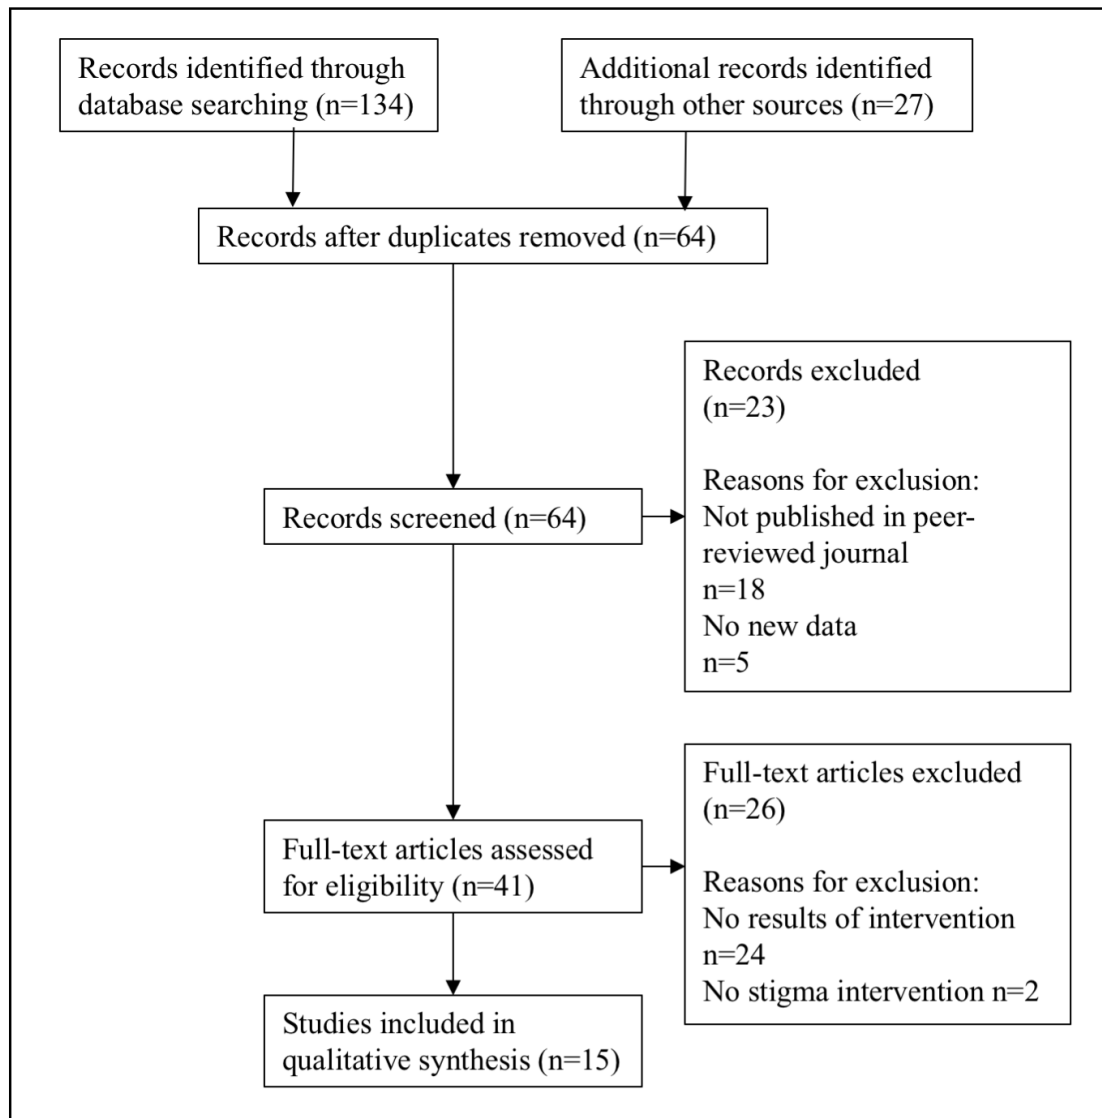 Records identified through
database searching (n=134)
Additional records identified
through other sources (n=27)
Records after duplicates removed (n=64)
Records excluded
(n=23)
Reasons for exclusion:
Not published in peer-
reviewed journal
n=18
No new data
n=5
Records screened (n=64)
Full-text articles excluded
(n=26)
Reasons for exclusion:
No results of intervention
n=24
No stigma intervention n=2
Full-text articles assessed
for eligibility (n=41)
Studies included in
qualitative synthesis (n=15)